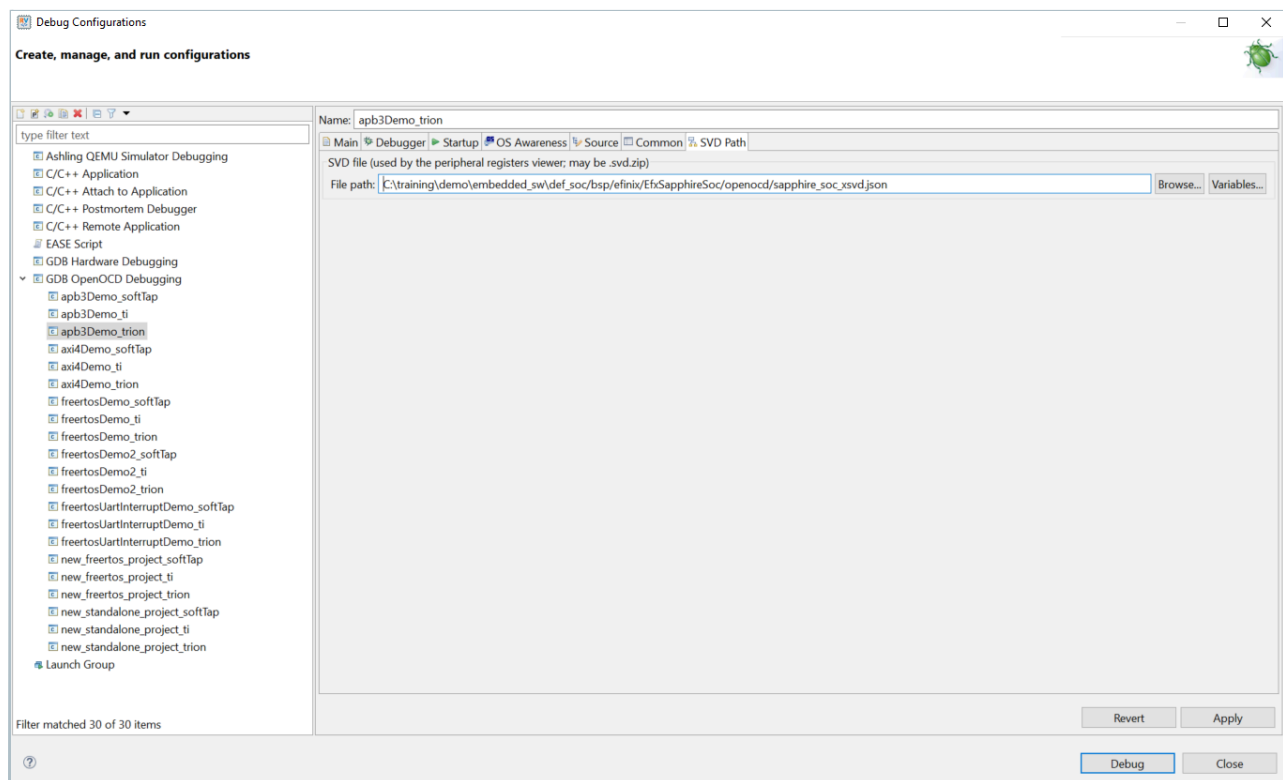 Debug Configurations
Create, manage, and run configurations
type filter text
Ashling QEMU Simulator Debugging
C/C++ Application
C/C++ Attach to Application
C/C++ Postmortem Debugger
C/C++ Remote Application
EASE Script
GDB Hardware Debugging
GDB OpenOCD Debugging
apb3Demo_softTap
apb3Demo_ti
apb3Demo_trion
axi4Demo_softTap
axi4Demo_ti
axi4Demo_trion
freertosDemo_softTap
freertosDemo_ti
freertosDemo_trion
freertosDemo2_softTap
freertosDemo2_ti
freertosDemo2_trion
freertosUartInterruptDemo_softTap
freertosUartInterruptDemo_ti
freertosUartInterruptDemo_trion
new_freertos_project_softTap
new_freertos_project_ti
new_freertos_project_trion
new_standalone_project_softTap
new_standalone_project_ti
new_standalone_project_trion
Launch Group
Filter matched 30 of 30 items
Name: apb3Demo_trion
Main Debugger Startup OS Awareness Source Common SVD Path
SVD file (used by the peripheral registers viewer; may be .svd.zip)
File path: C:\training\demo\embedded_sw\def_soc/bsp/efinix/EfxSapphireSoc/openocd/sapphire_soc_xsvd.json Browse... Variables...
Revert Apply
Debug Close